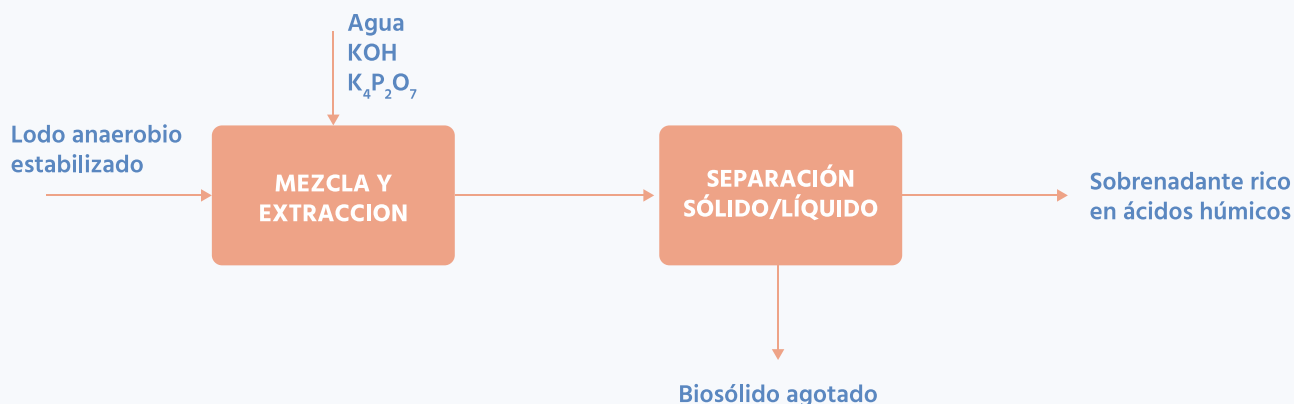 Agua
KOH
K₄P₂O₇
Lodo anaerobio
estabilizado
MEZCLA Y
EXTRACCION
SEPARACIÓN
SÓLIDO/LÍQUIDO
Sobrenadante rico
en ácidos húmicos
Biosólido agotado